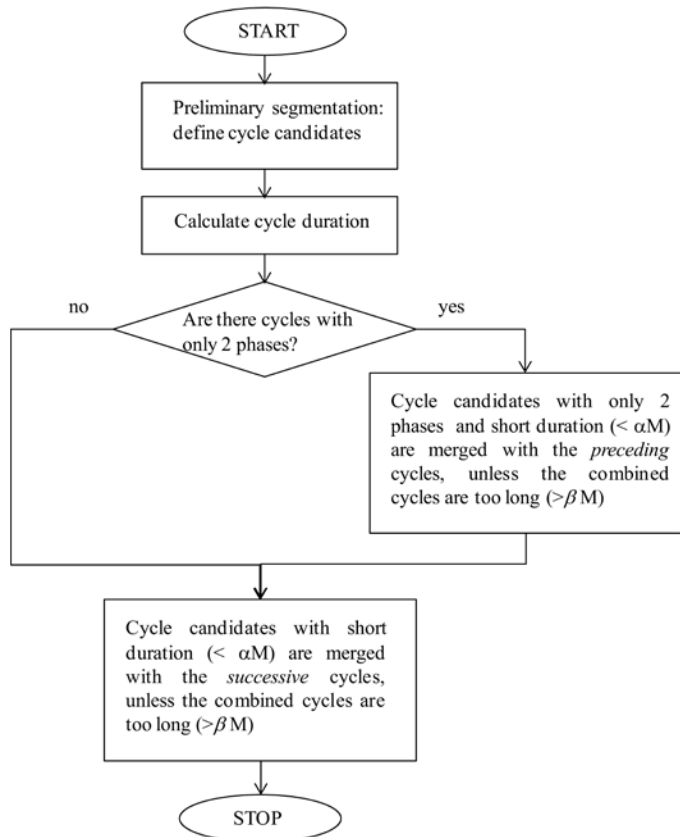 START
Preliminary segmentation:
define cycle candidates
Calculate cycle duration
no
yes
Are there cycles with
only 2 phases?
Cycle candidates with only 2
phases and short duration (< αM)
are merged with the preceding
cycles, unless the combined
cycles are too long (>β M)
Cycle candidates with short
duration (< αM) are merged
with the successive cycles,
unless the combined cycles are
too long (>β M)
STOP